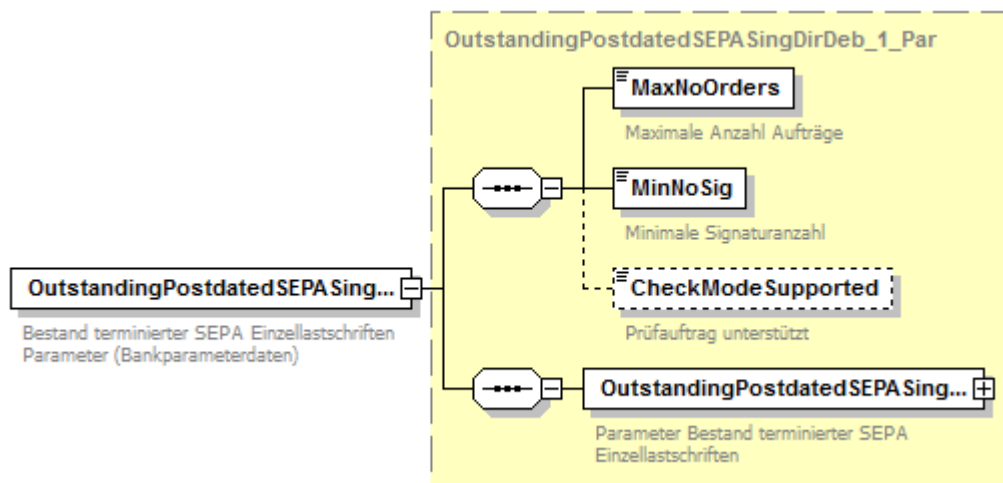 OutstandingPostdatedSEPASingDirDeb_1_Par
MaxNoOrders
Maximale Anzahl Aufträge
MinNoSig
Minimale Signaturanzahl
CheckModeSupported
Prüfauftrag unterstützt
OutstandingPostdatedSEPASing...
Bestand terminierter SEPA Einzellastschriften
Parameter (Bankparameterdaten)
OutstandingPostdatedSEPASing...
Parameter Bestand terminierter SEPA
Einzellastschriften